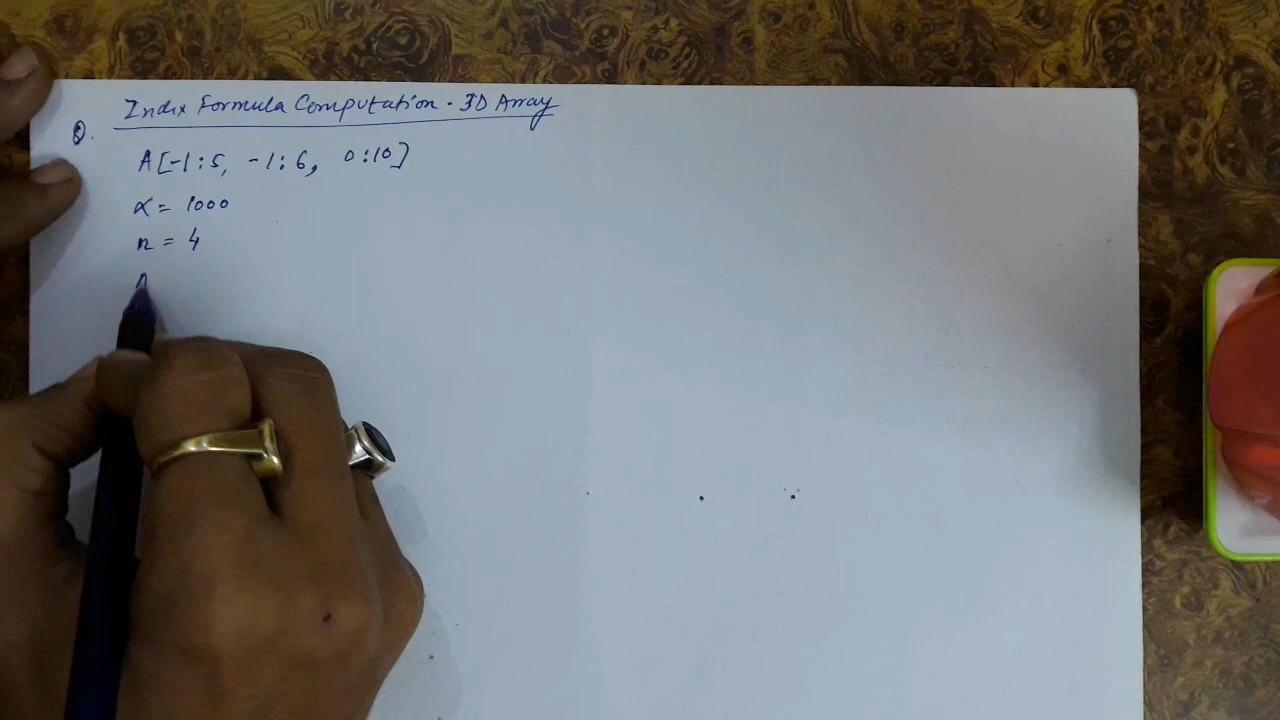 Index Formula Computation - 3D Array
Q.
A[-1:5, -1:6, 0:10]
α = 1000
n = 4
A